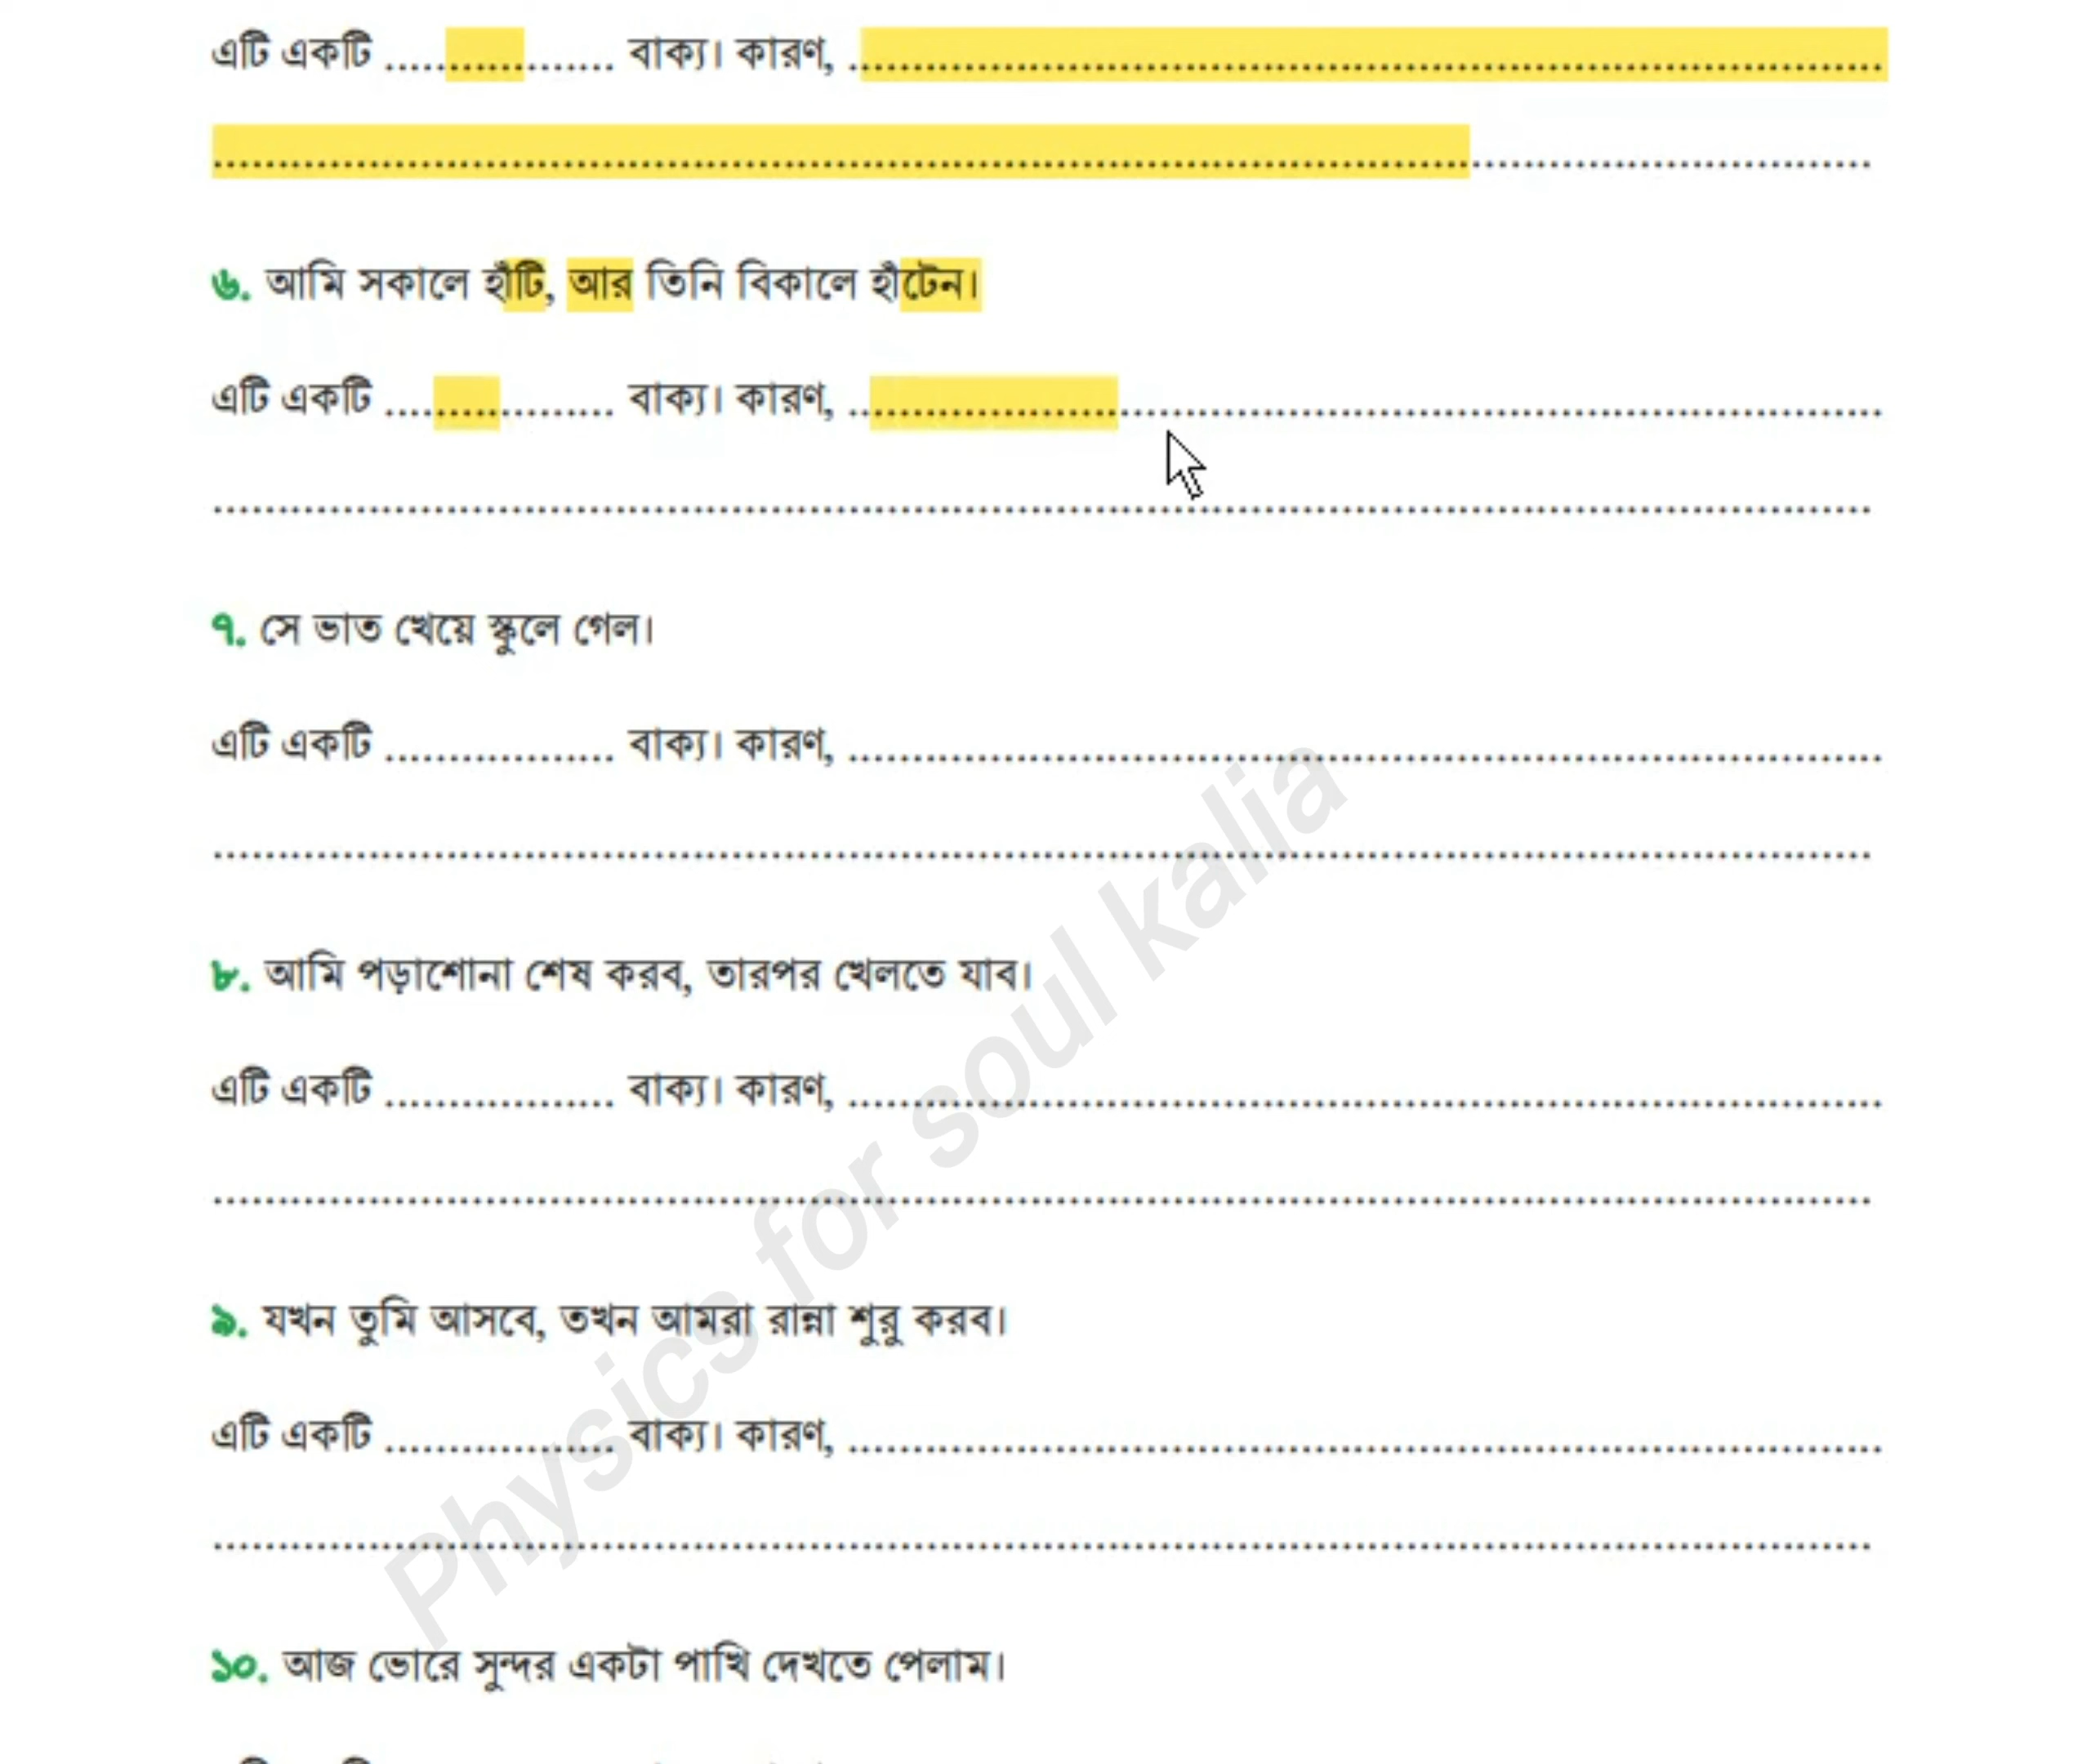 এটি একটি .................. বাক্য। কারণ, ................................................................................
................................................................................................................................
৬. আমি সকালে হাঁটি, আর তিনি বিকালে হাঁটেন।
এটি একটি .................. বাক্য। কারণ, ................................................................................
................................................................................................................................
৭. সে ভাত খেয়ে স্কুলে গেল।
এটি একটি .................. বাক্য। কারণ, ................................................................................
................................................................................................................................
৮. আমি পড়াশোনা শেষ করব, তারপর খেলতে যাব।
এটি একটি .................. বাক্য। কারণ, ................................................................................
................................................................................................................................
৯. যখন তুমি আসবে, তখন আমরা রান্না শুরু করব।
এটি একটি .................. বাক্য। কারণ, ................................................................................
................................................................................................................................
১০. আজ ভোরে সুন্দর একটা পাখি দেখতে পেলাম।
Physics for soul kalia